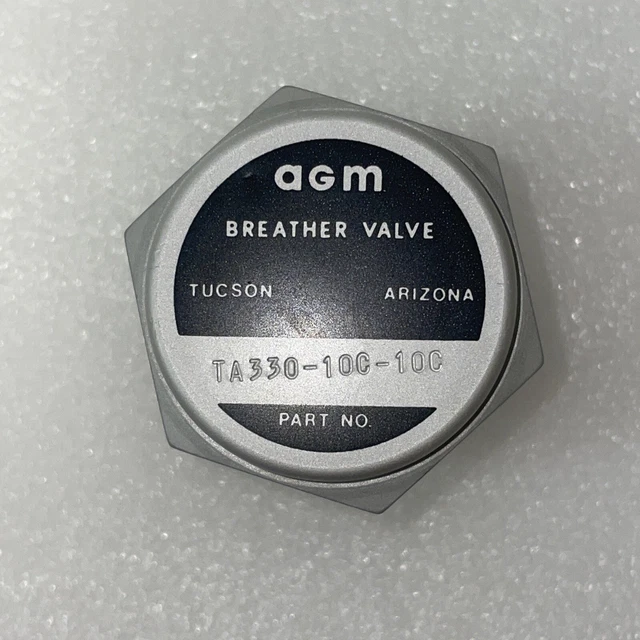 aGm
BREATHER VALVE
TUCSON ARIZONA
TA330-10C-10C
PART NO.